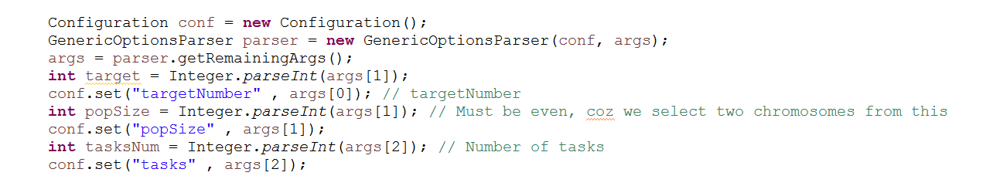 Configuration conf = new Configuration();
GenericOptionsParser parser = new GenericOptionsParser(conf, args);
args = parser.getRemainingArgs();
int target = Integer.parseInt(args[1]);
conf.set("targetNumber" , args[0]); // targetNumber
int popSize = Integer.parseInt(args[1]); // Must be even, coz we select two chromosomes from this
conf.set("popSize" , args[1]);
int tasksNum = Integer.parseInt(args[2]); // Number of tasks
conf.set("tasks" , args[2]);